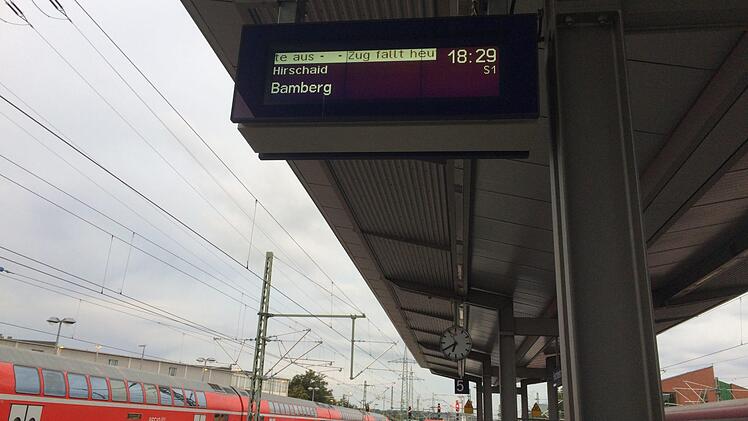 te aus - - Zug fällt heu 18:29
Hirschaid S1
Bamberg
5